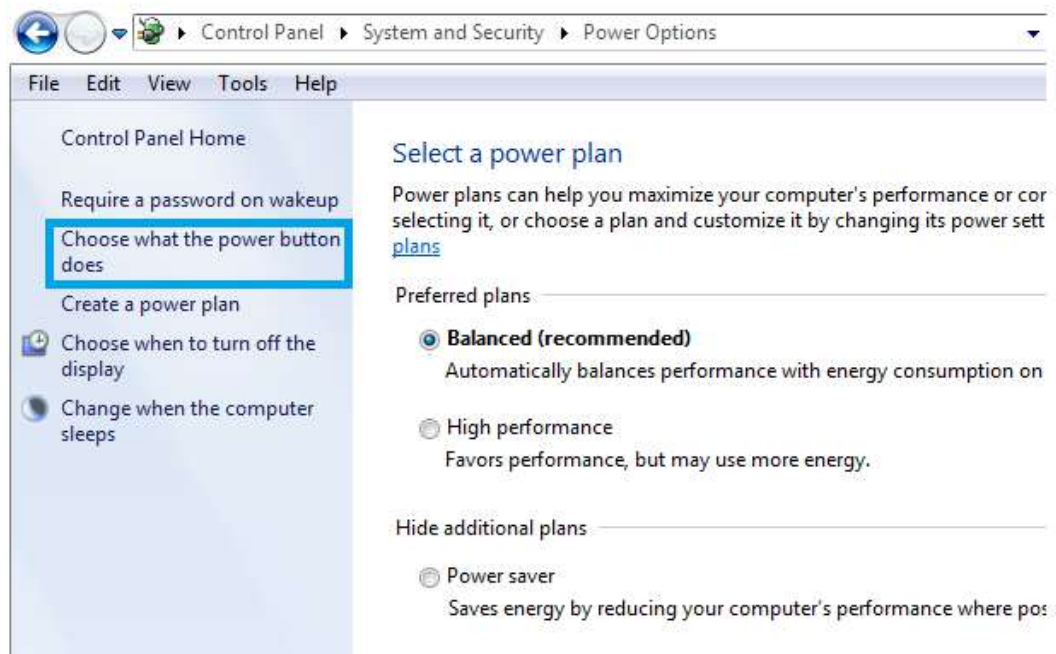 Control Panel System and Security Power Options
File Edit View Tools Help
Control Panel Home
Require a password on wakeup
Choose what the power button
does
Create a power plan
Choose when to turn off the
display
Change when the computer
sleeps
Select a power plan
Power plans can help you maximize your computer's performance or
selecting it, or choose a plan and customize it by changing its power
plans
Preferred plans
Balanced (recommended)
Automatically balances performance with energy consumption on
High performance
Favors performance, but may use more energy.
Hide additional plans
Power saver
Saves energy by reducing your computer's performance where